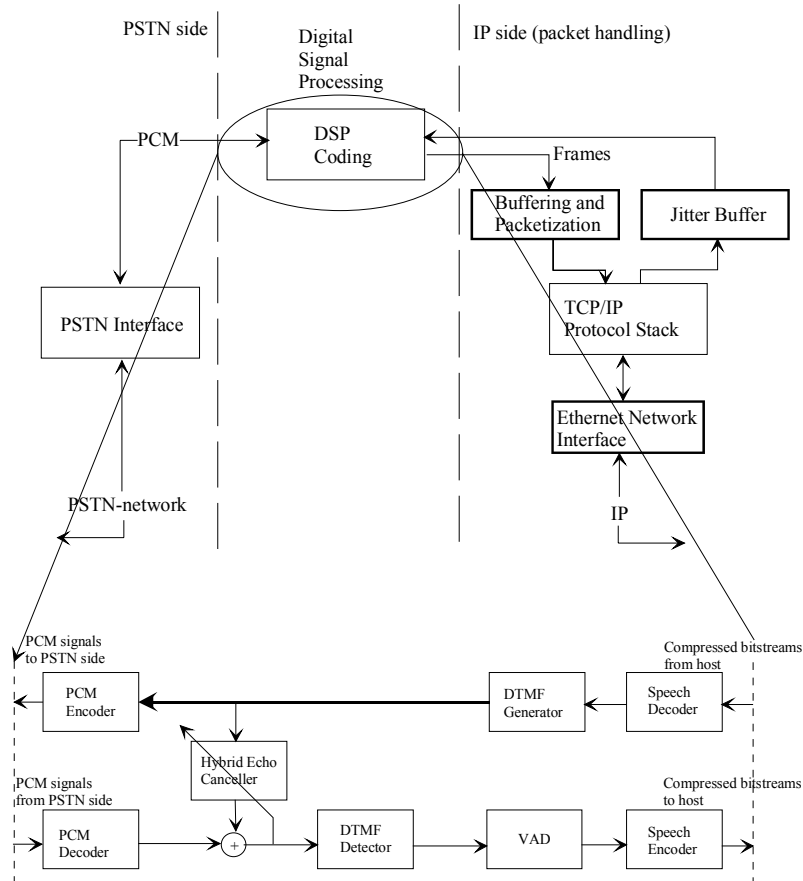 PSTN side
Digital
Signal
Processing
IP side (packet handling)
PCM
DSP
Coding
Frames
Buffering and
Packetization
Jitter Buffer
PSTN Interface
TCP/IP
Protocol Stack
Ethernet Network
Interface
PSTN-network
IP
PCM signals
to PSTN side
Compressed bitstreams
from host
PCM
Encoder
DTMF
Generator
Speech
Decoder
Hybrid Echo
Canceller
PCM signals
from PSTN side
Compressed bitstreams
to host
PCM
Decoder
+
DTMF
Detector
VAD
Speech
Encoder